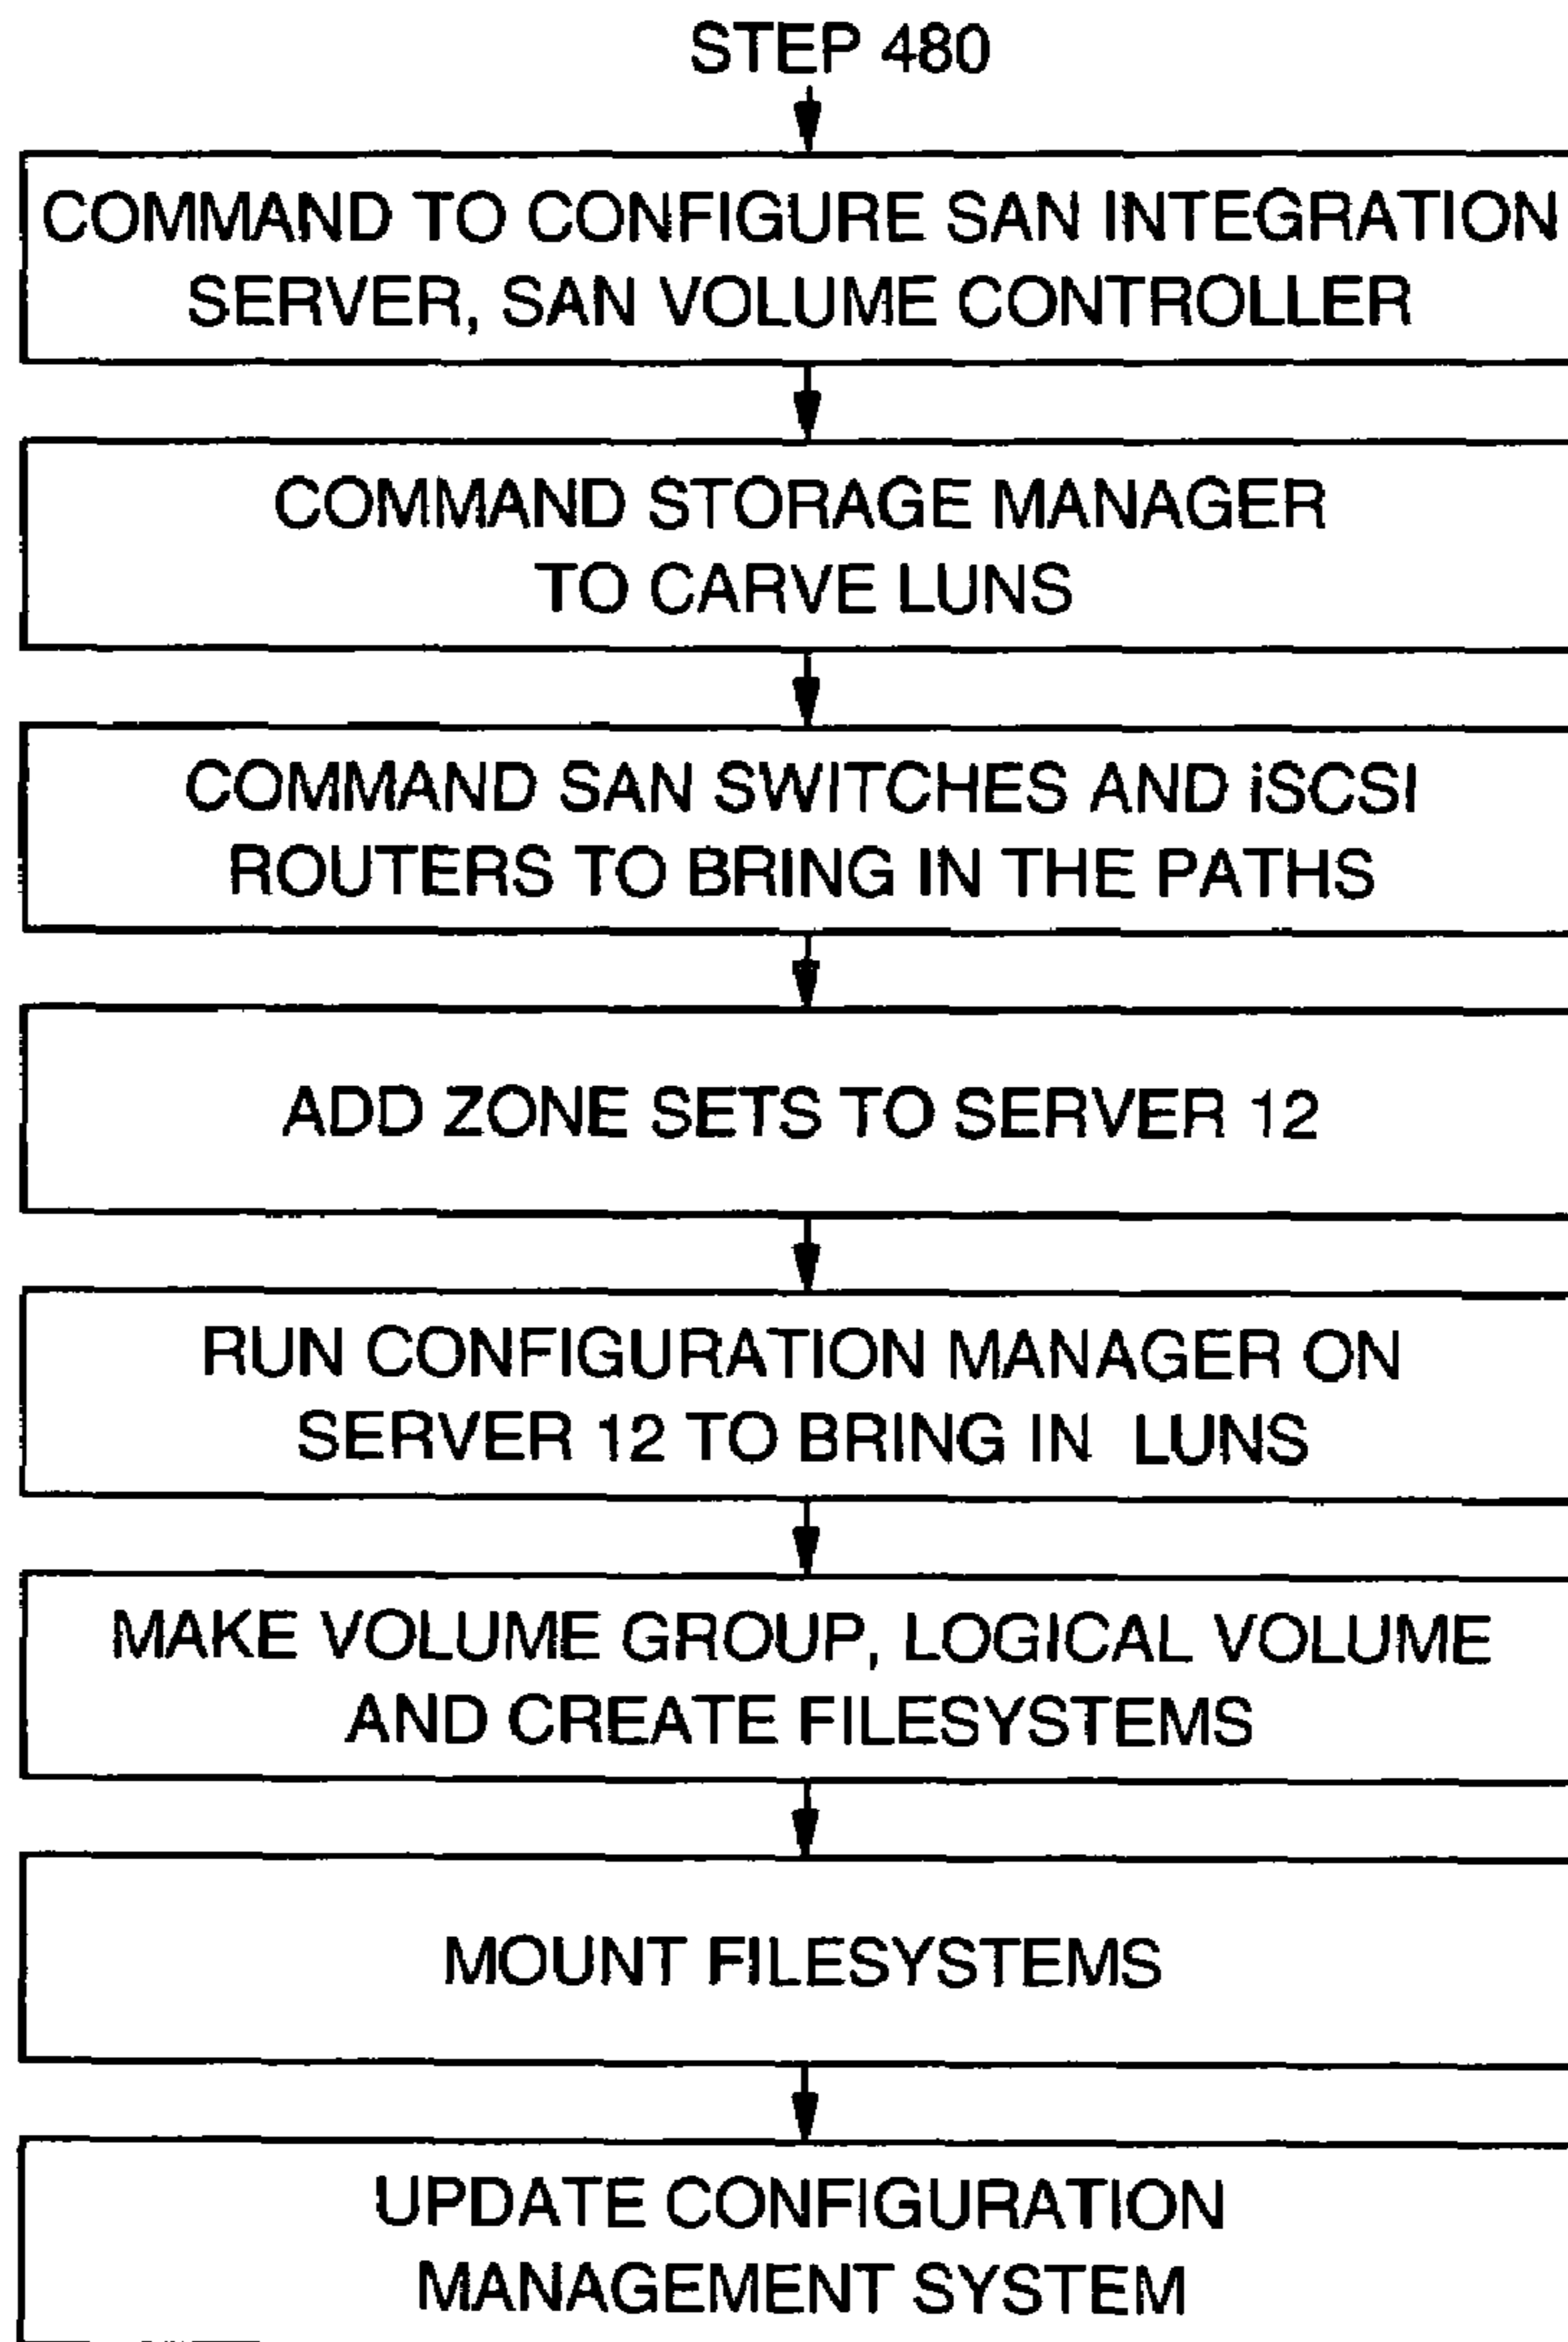 STEP 480
COMMAND TO CONFIGURE SAN INTEGRATION
SERVER, SAN VOLUME CONTROLLER
COMMAND STORAGE MANAGER
TO CARVE LUNS
COMMAND SAN SWITCHES AND iSCSI
ROUTERS TO BRING IN THE PATHS
ADD ZONE SETS TO SERVER 12
RUN CONFIGURATION MANAGER ON
SERVER 12 TO BRING IN LUNS
MAKE VOLUME GROUP, LOGICAL VOLUME
AND CREATE FILESYSTEMS
MOUNT FILESYSTEMS
UPDATE CONFIGURATION
MANAGEMENT SYSTEM